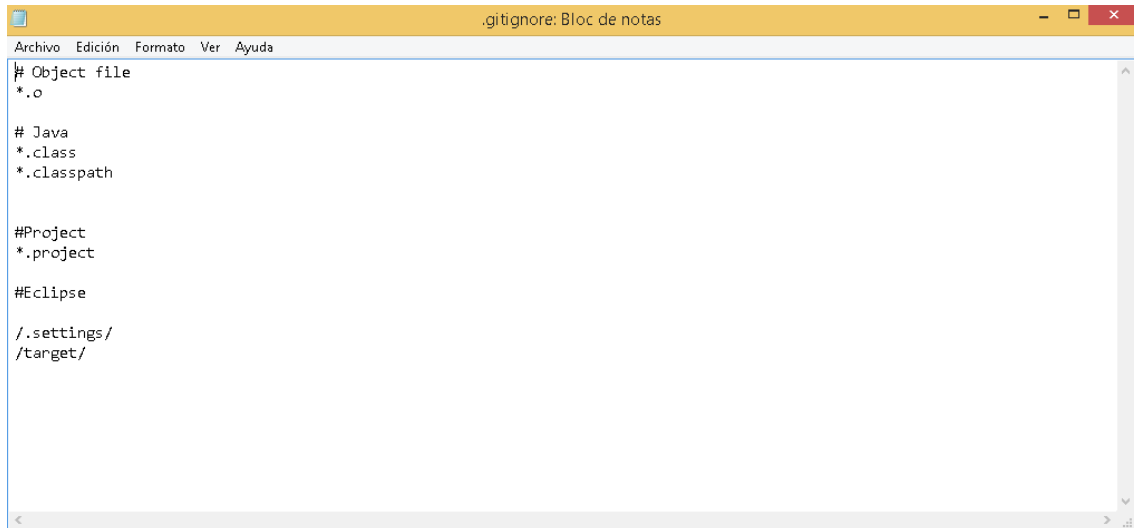 .gitignore: Bloc de notas
Archivo Edición Formato Ver Ayuda
# Object file
*.o
# Java
*.class
*.classpath
#Project
*.project
#Eclipse
/.settings/
/target/